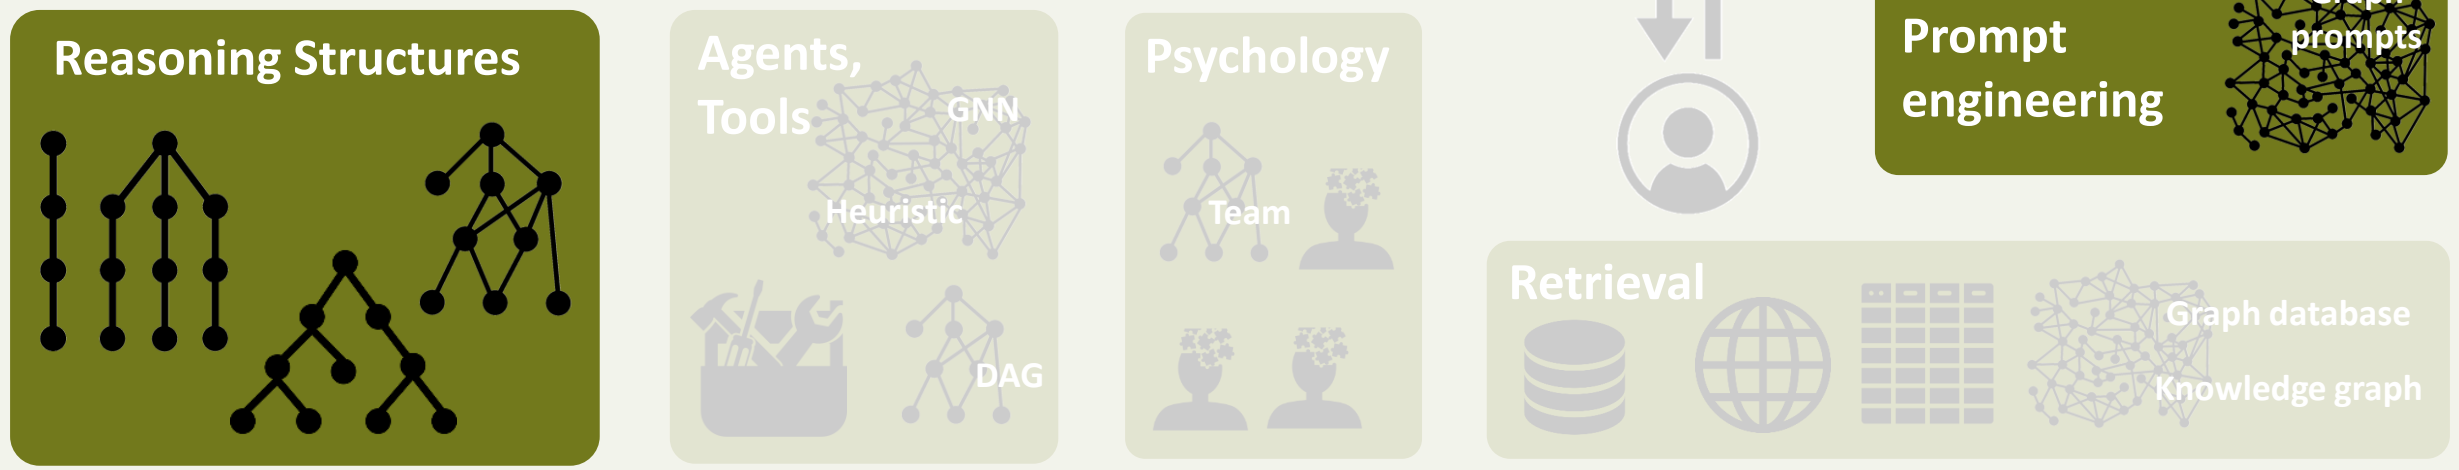 Reasoning Structures
Agents,
Tools
GNN
Heuristic
DAG
Psychology
Team
Prompt
engineering
prompts
Retrieval
Graph database
Knowledge graph